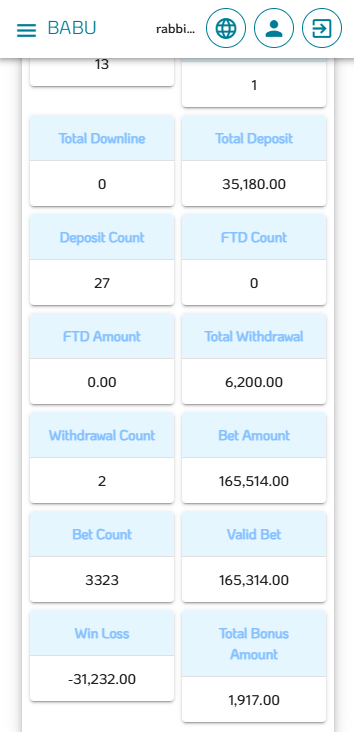 BABU
rabbi...
13
1
Total Downline
Total Deposit
0
35,180.00
Deposit Count
FTD Count
27
0
FTD Amount
Total Withdrawal
0.00
6,200.00
Withdrawal Count
Bet Amount
2
165,514.00
Bet Count
Valid Bet
3323
165,314.00
Win Loss
Total Bonus
Amount
-31,232.00
1,917.00